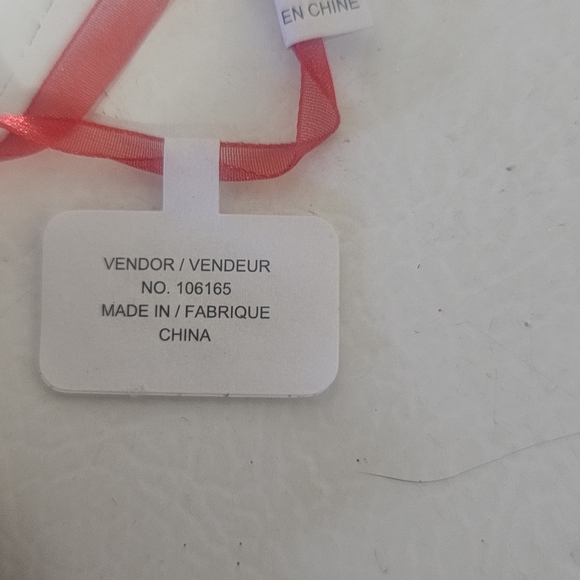 EN CHINE
VENDOR / VENDEUR
NO. 106165
MADE IN / FABRIQUE
CHINA